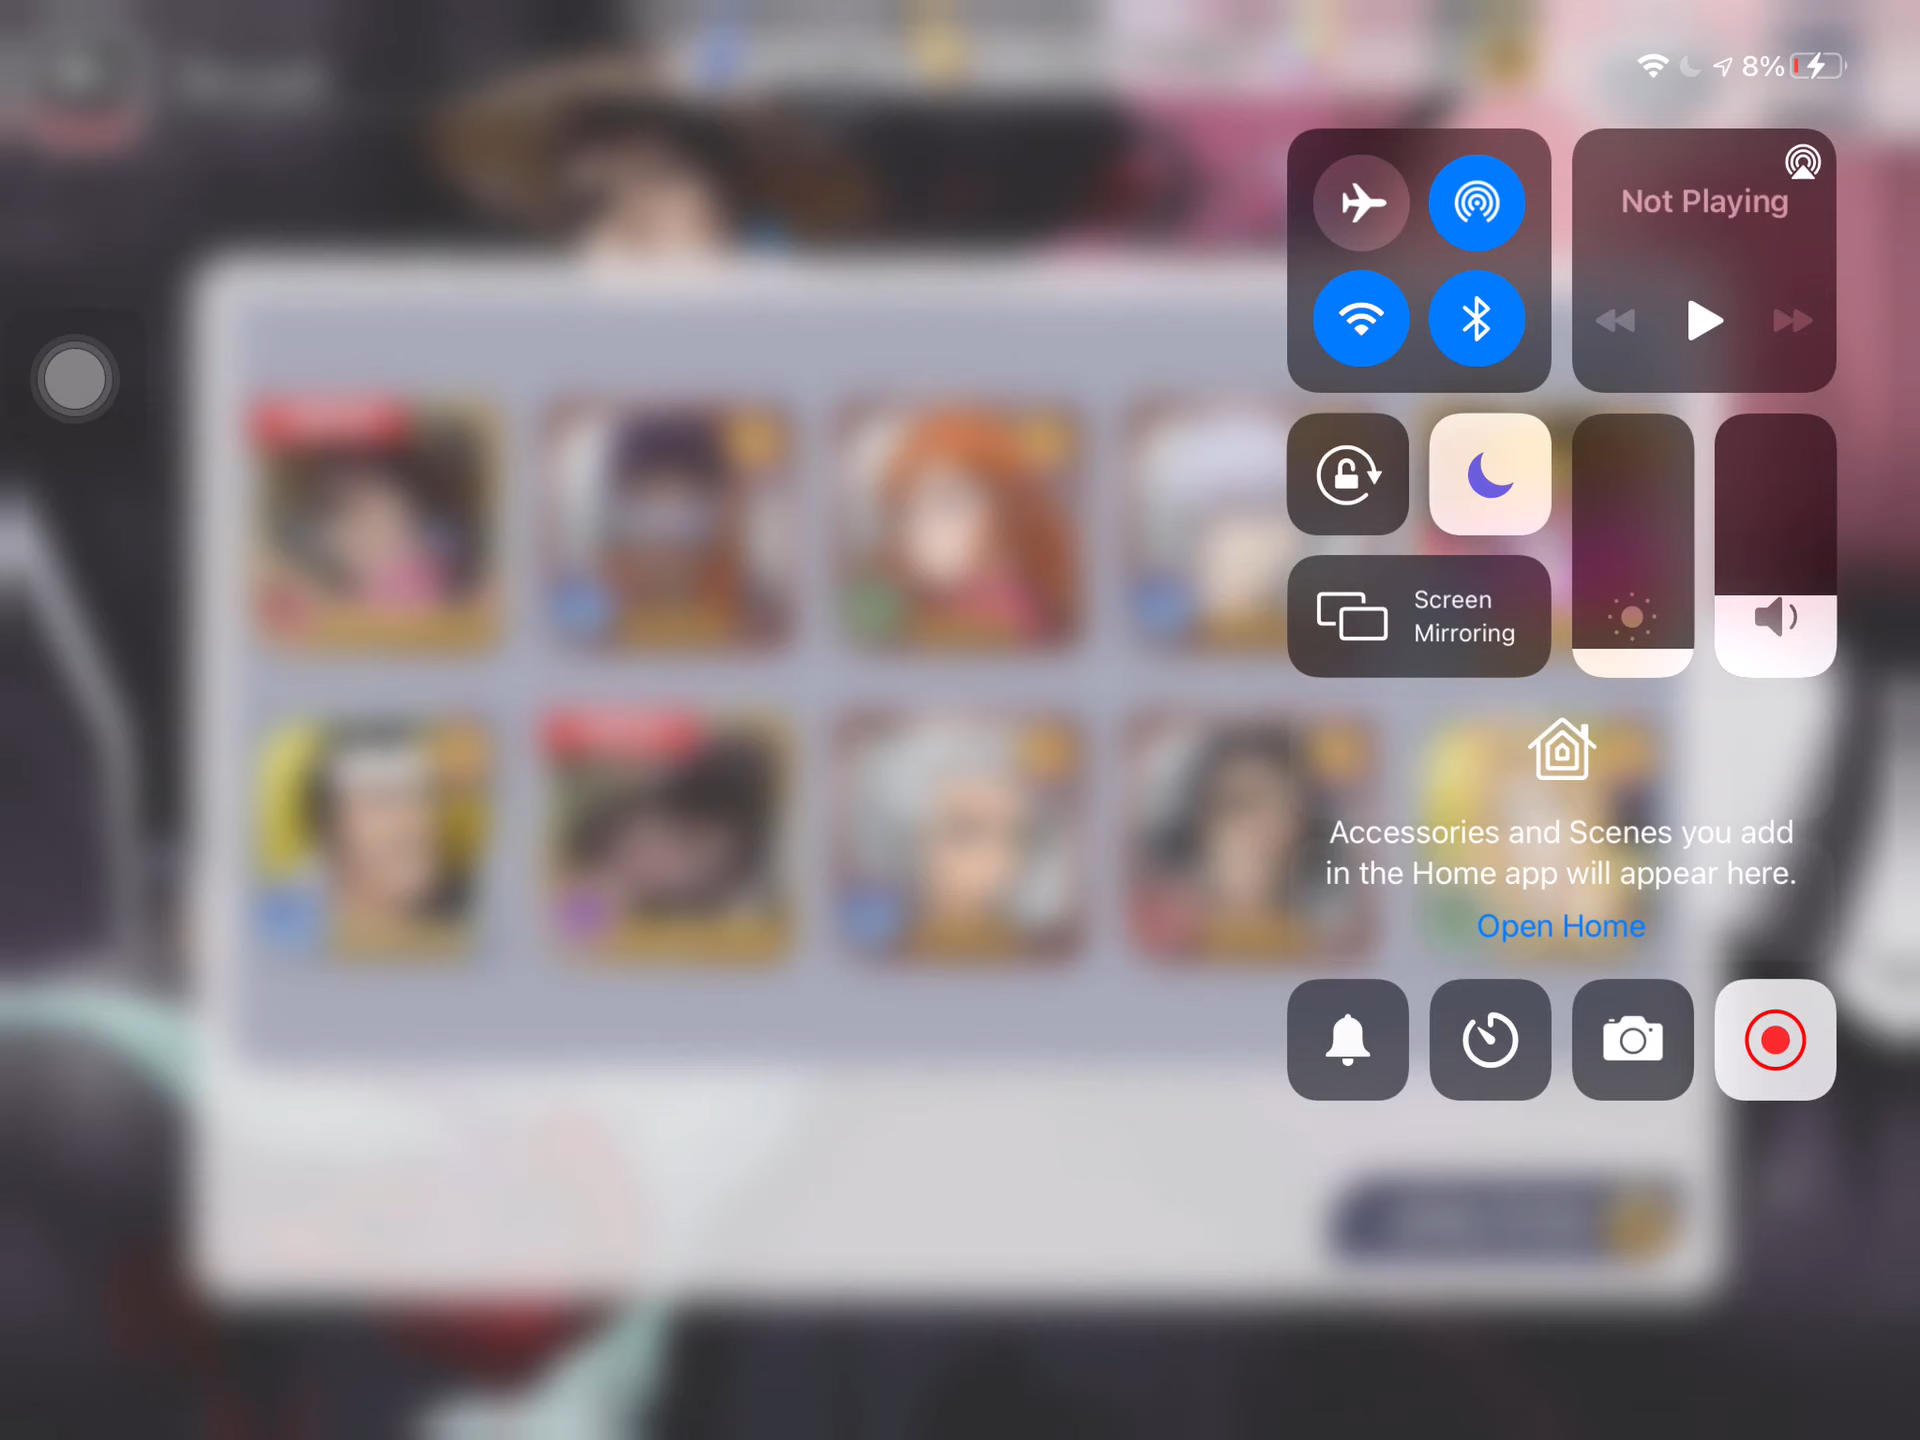 8%
Not Playing
Screen
Mirroring
Accessories and Scenes you add
in the Home app will appear here.
Open Home